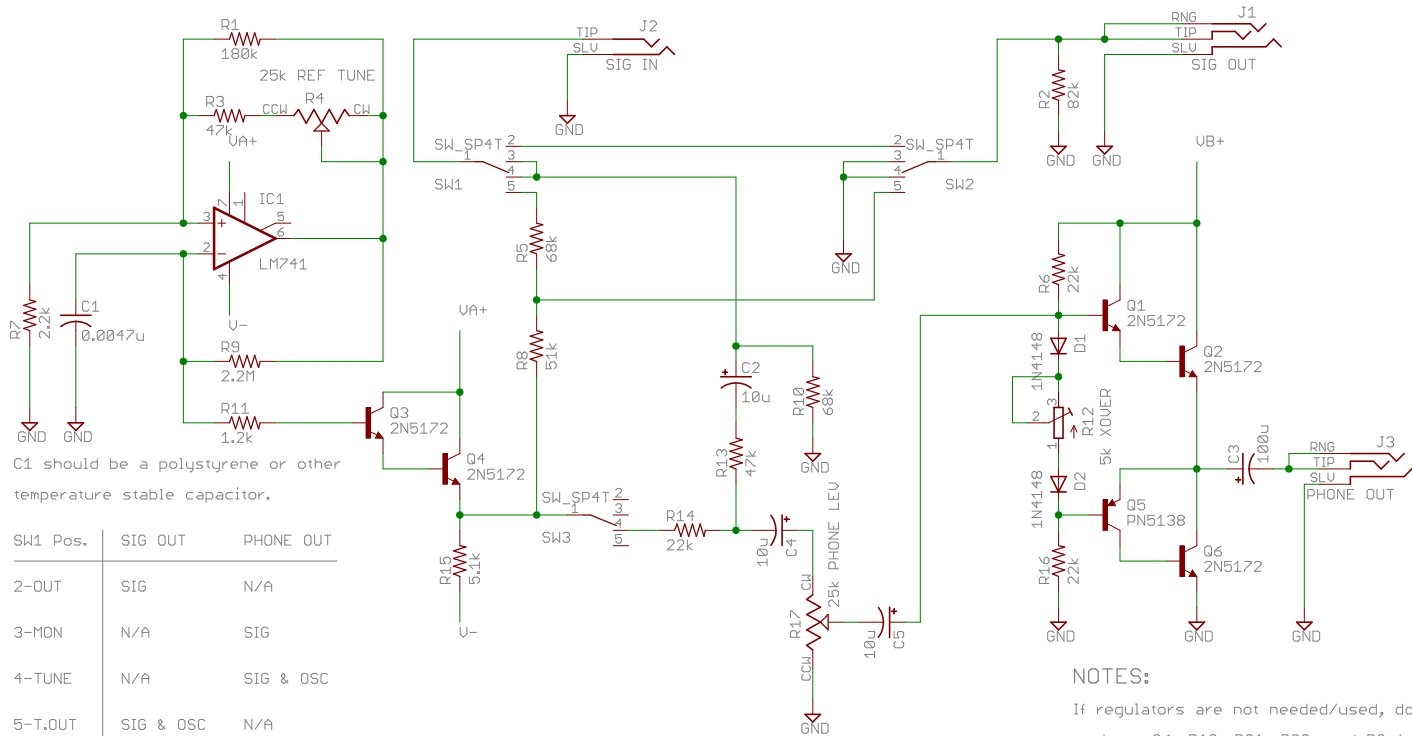 R1
180k
25k REF TUNE
R3
47k
CCW
R4
CW
VA+
7
1
IC1
3
+
5
6
2
-
4
LM741
V-
R7
2.2k
C1
0.0047u
R9
2.2M
R11
1.2k
GND
GND
C1 should be a polystyrene or other
temperature stable capacitor.
SW1 Pos.
SIG OUT
PHONE OUT
2-OUT
SIG
N/A
3-MON
N/A
SIG
4-TUNE
N/A
SIG & OSC
5-T.OUT
SIG & OSC
N/A
Q3
2N5172
VA+
Q4
2N5172
R15
5.1k
V-
TIP
SLV
J2
SIG IN
GND
SW_SP4T
2
1
3
4
5
SW1
R5
68k
R8
51k
SW_SP4T
2
1
3
4
5
SW3
R14
22k
C2
+
10u
R10
68k
GND
R13
47k
+
10u
C4
25k PHONE LEV
CW
R17
CCW
GND
+
10u
C5
2
SW_SP4T
3
1
4
5
SW2
GND
RNG
TIP
SLV
J1
SIG OUT
R2
82k
GND
GND
VB+
R6
22k
Q1
2N5172
Q2
2N5172
1N4148
D1
3
2
1
R12
5k XOVER
1N4148
D2
Q5
PN5138
Q6
2N5172
R16
22k
GND
GND
C3
+
100u
RNG
TIP
SLV
J3
PHONE OUT
GND
NOTES:
If regulators are not needed/used, do